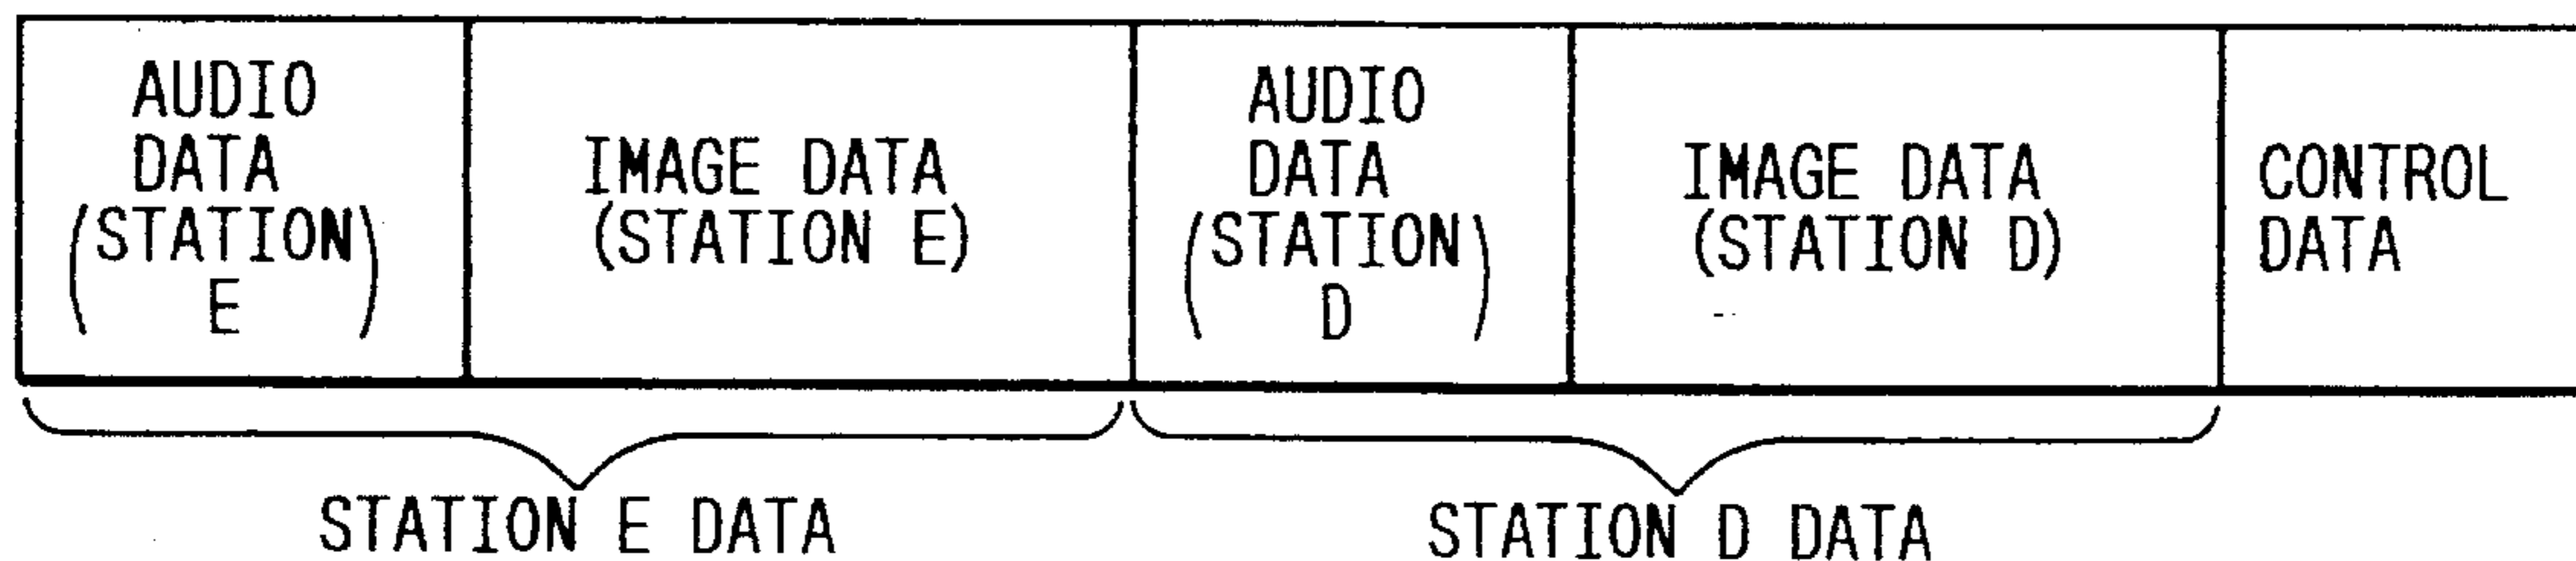 AUDIO
DATA
(STATION
E)
IMAGE DATA
(STATION E)
AUDIO
DATA
(STATION
D)
IMAGE DATA
(STATION D)
CONTROL
DATA
STATION E DATA
STATION D DATA